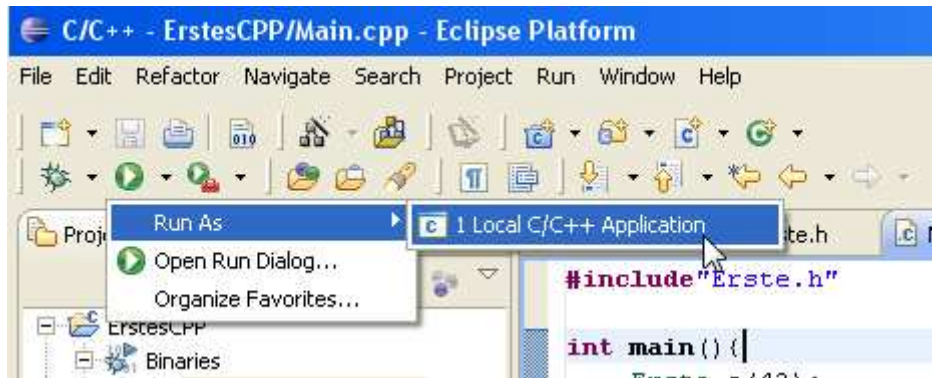 C/C++ - ErstesCPP/Main.cpp - Eclipse Platform
File Edit Refactor Navigate Search Project Run Window Help
010
Run As
1 Local C/C++ Application
Open Run Dialog...
Organize Favorites...
#include"Erste.h"
ErstesCPP
int main(){
Binaries